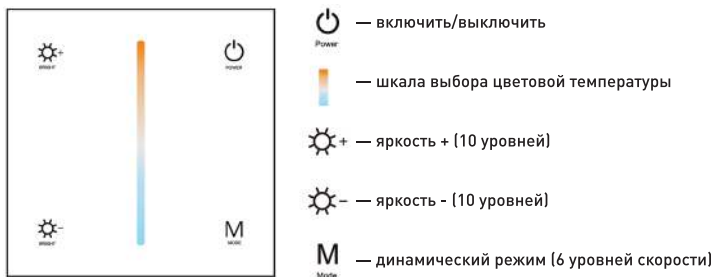 +
BRIGHT
POWER
-
BRIGHT
M
MODE
Power
— включить/выключить
— шкала выбора цветовой температуры
+ — яркость + (10 уровней)
- — яркость - (10 уровней)
M
Mode
— динамический режим (6 уровней скорости)